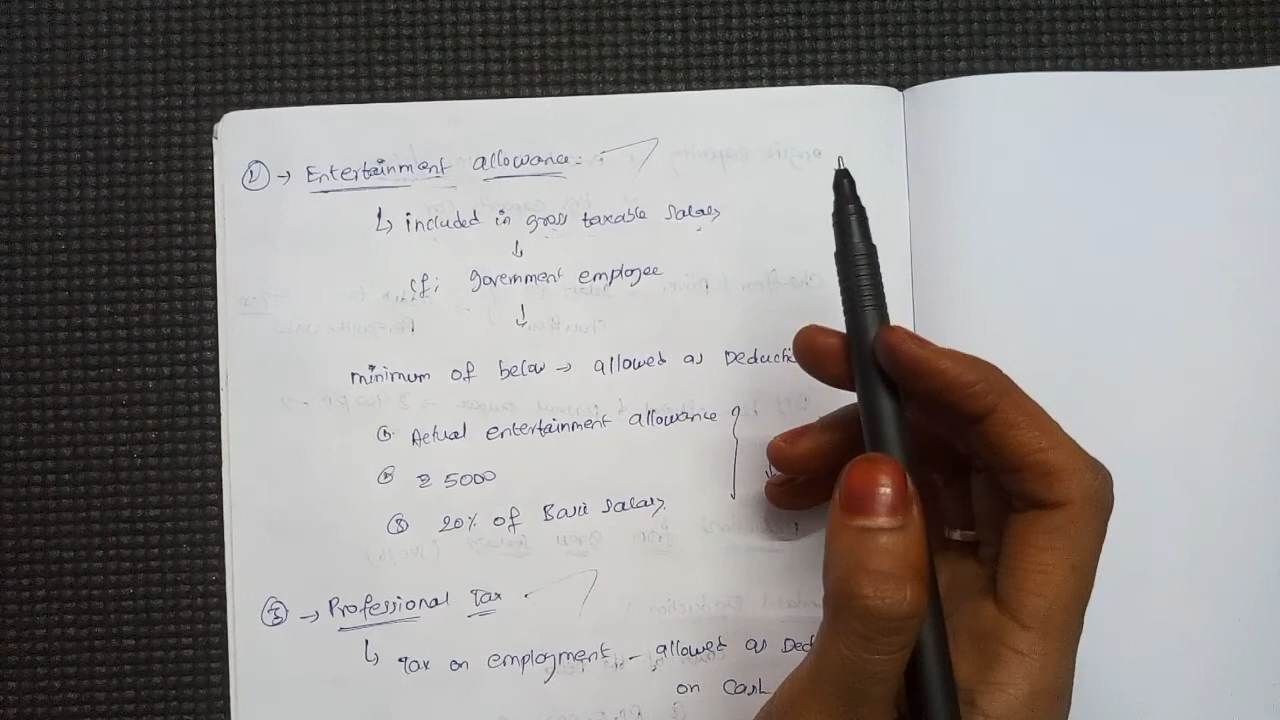 ② → Entertainment allowance :
↳ included in gross taxable salary
↓
If; government employee
↓
minimum of below → allowed as Deducti
① Actual entertainment allowance
② ₹ 5000
③ 20% of Basic salary
③ → Professional Tax .
↳ Tax on employment - allowed as Ded
on Cash